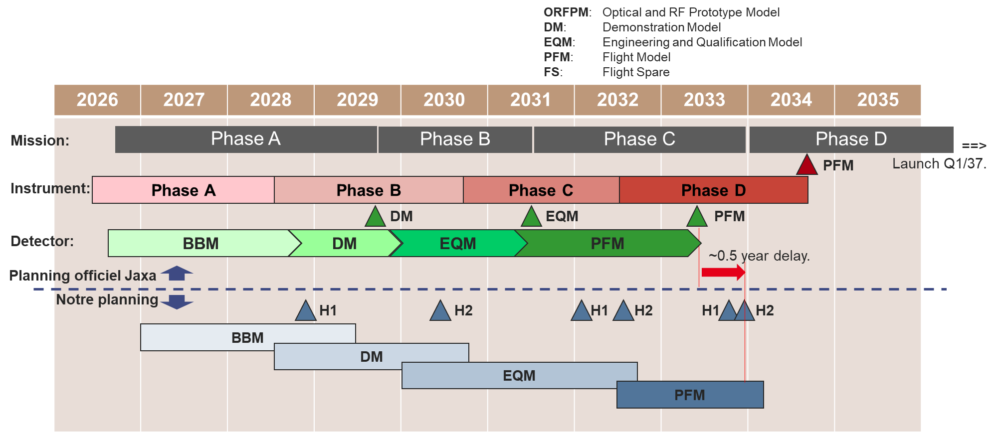 ORFPM: Optical and RF Prototype Model
DM: Demonstration Model
EQM: Engineering and Qualification Model
PFM: Flight Model
FS: Flight Spare
2026 2027 2028 2029 2030 2031 2032 2033 2034 2035
Mission: Phase A Phase B Phase C Phase D ==>
PFM Launch Q1/37.
Instrument: Phase A Phase B Phase C Phase D
DM EQM PFM
Detector: BBM DM EQM PFM
~0.5 year delay.
Planning officiel Jaxa
Notre planning
H1 H2 H1 H2 H1 H2
BBM
DM
EQM
PFM